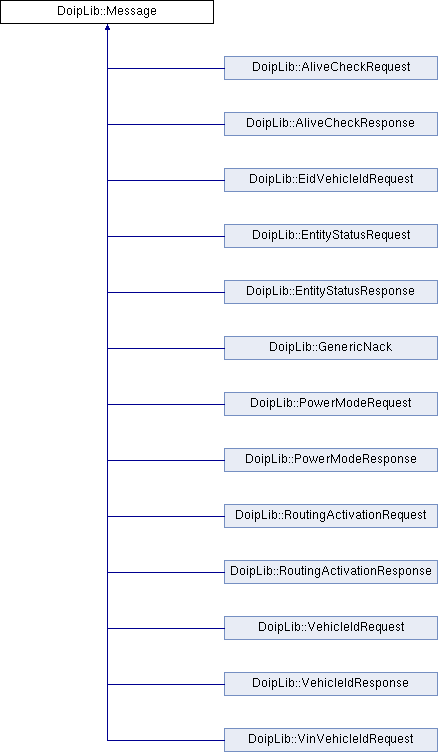 DoipLib::Message
DoipLib::AliveCheckRequest
DoipLib::AliveCheckResponse
DoipLib::EidVehicleIdRequest
DoipLib::EntityStatusRequest
DoipLib::EntityStatusResponse
DoipLib::GenericNack
DoipLib::PowerModeRequest
DoipLib::PowerModeResponse
DoipLib::RoutingActivationRequest
DoipLib::RoutingActivationResponse
DoipLib::VehicleIdRequest
DoipLib::VehicleIdResponse
DoipLib::VinVehicleIdRequest